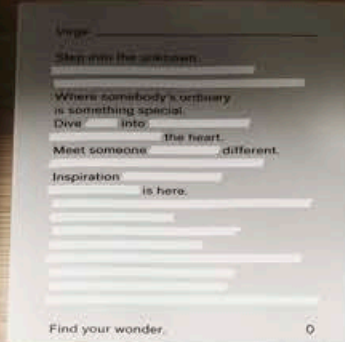 Virgin
Step into the unknown.
Where somebody's ordinary
is something special.
Dive into
the heart.
Meet someone different.
Inspiration
is here.
Find your wonder.